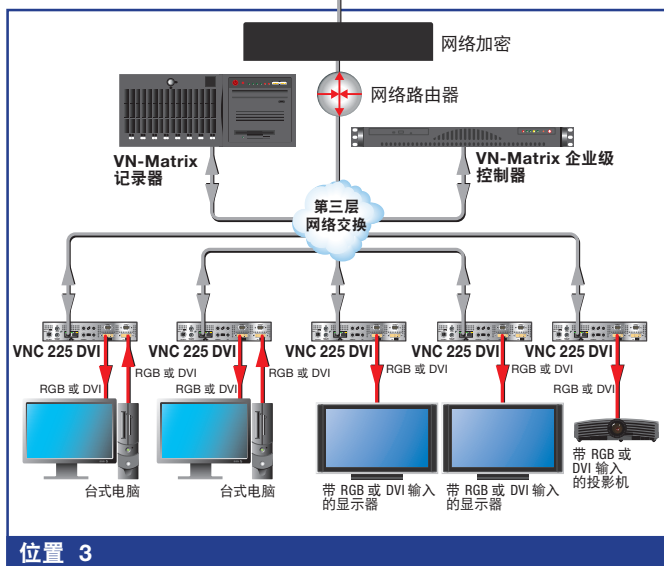 网络加密
网络路由器
VN-Matrix
记录器
VN-Matrix 企业级
控制器
第三层
网络交换
VNC 225 DVI
VNC 225 DVI
VNC 225 DVI
VNC 225 DVI
VNC 225 DVI
RGB 或 DVI
RGB 或 DVI
RGB 或 DVI
RGB 或 DVI
RGB 或 DVI
RGB 或 DVI
RGB 或 DVI
台式电脑
台式电脑
带 RGB 或 DVI 输入
的显示器
带 RGB 或 DVI 输入
的显示器
带 RGB 或
DVI 输入
的投影机
位置 3